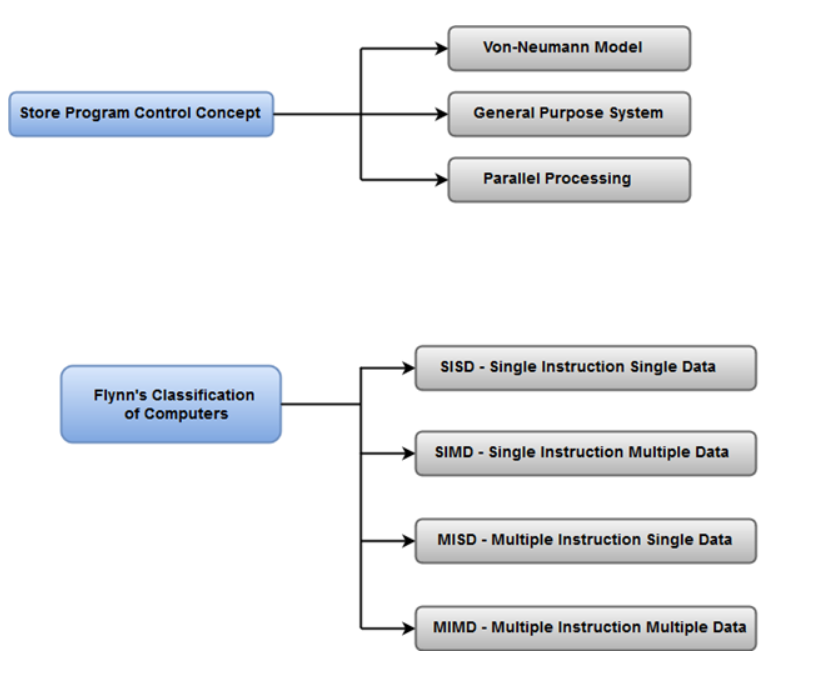 Von-Neumann Model
Store Program Control Concept
General Purpose System
Parallel Processing
SISD - Single Instruction Single Data
Flynn's Classification
of Computers
SIMD - Single Instruction Multiple Data
MISD - Multiple Instruction Single Data
MIMD - Multiple Instruction Multiple Data